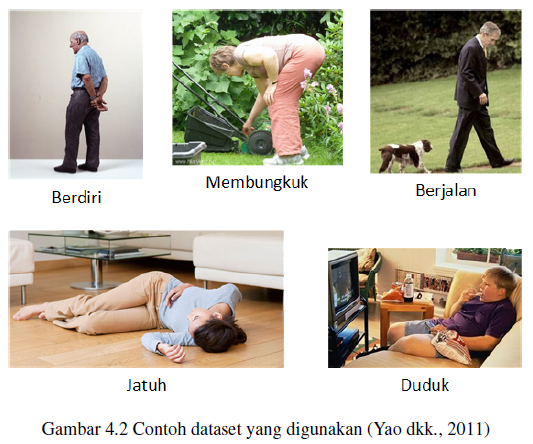 Berdiri
Membungkuk
Berjalan
Jatuh
Duduk
Gambar 4.2 Contoh dataset yang digunakan (Yao dkk., 2011)